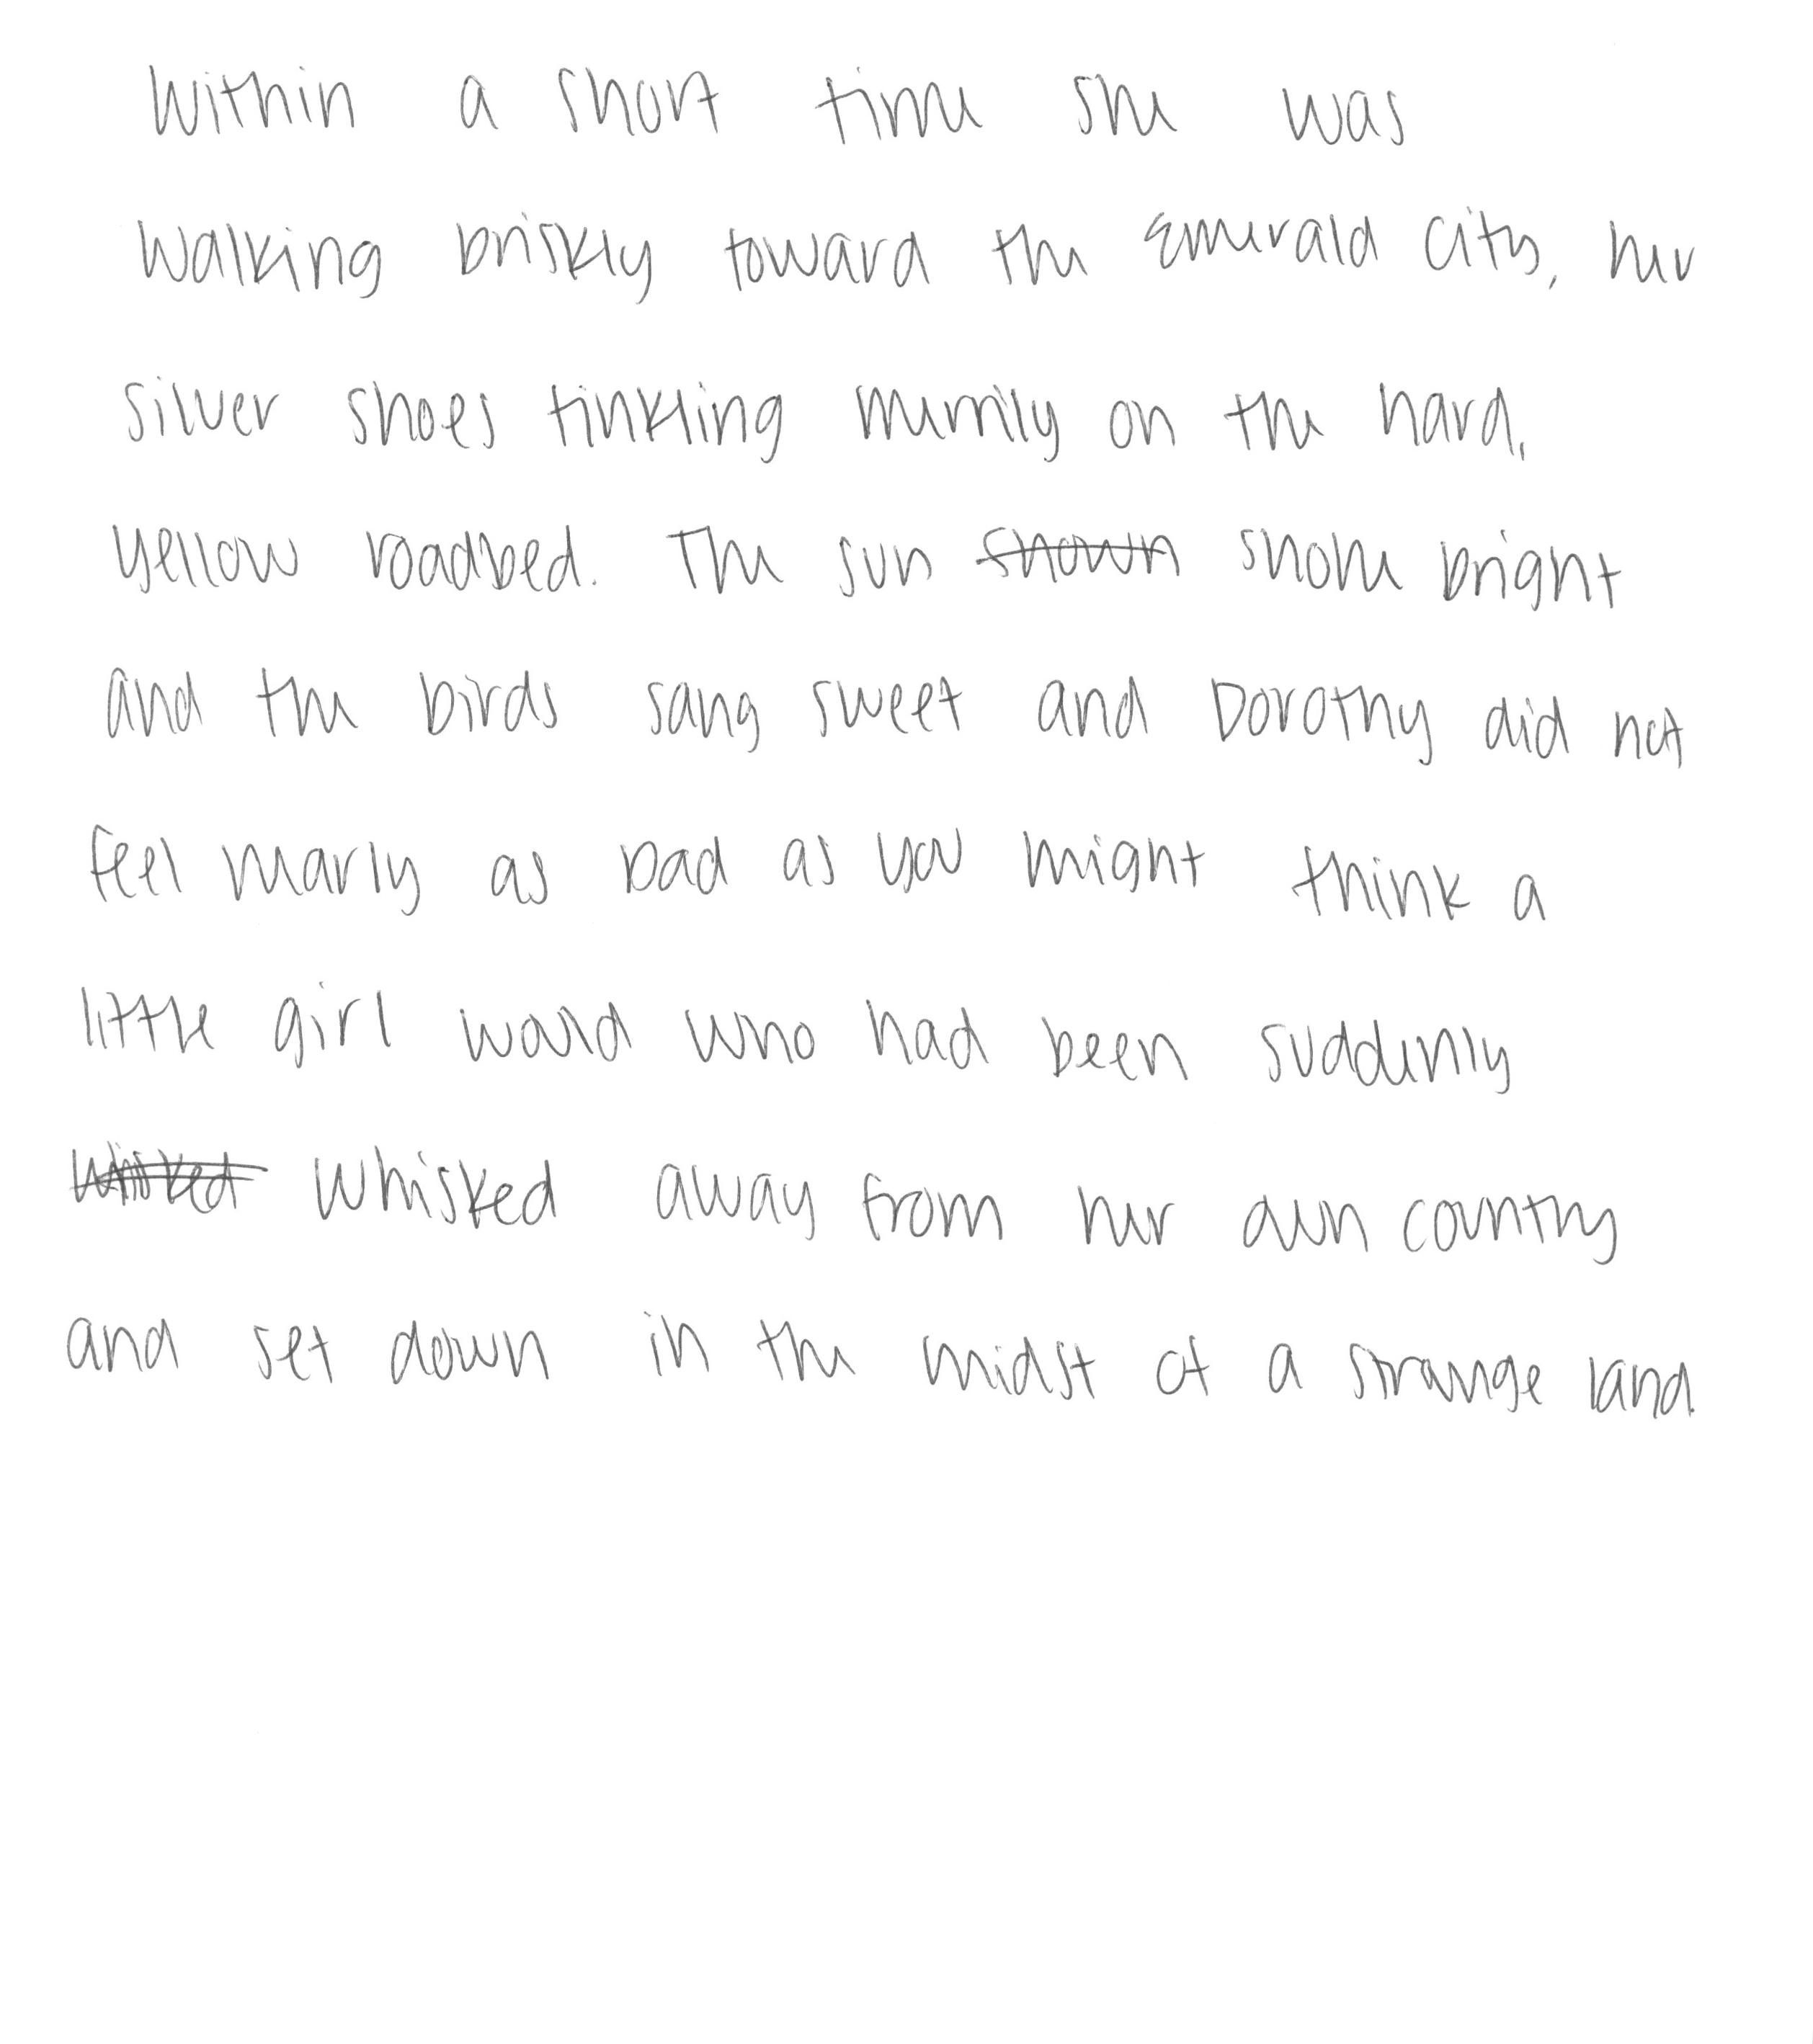 Within a short time she was
walking briskly toward the Emerald City, her
silver shoes tinkling merrily on the hard,
yellow roadbed. The sun shown shone bright
and the birds sang sweet and Dorothy did not
feel nearly as bad as you might think a
little girl would who had been suddenly
whisked away from her own country
and set down in the midst of a strange land.